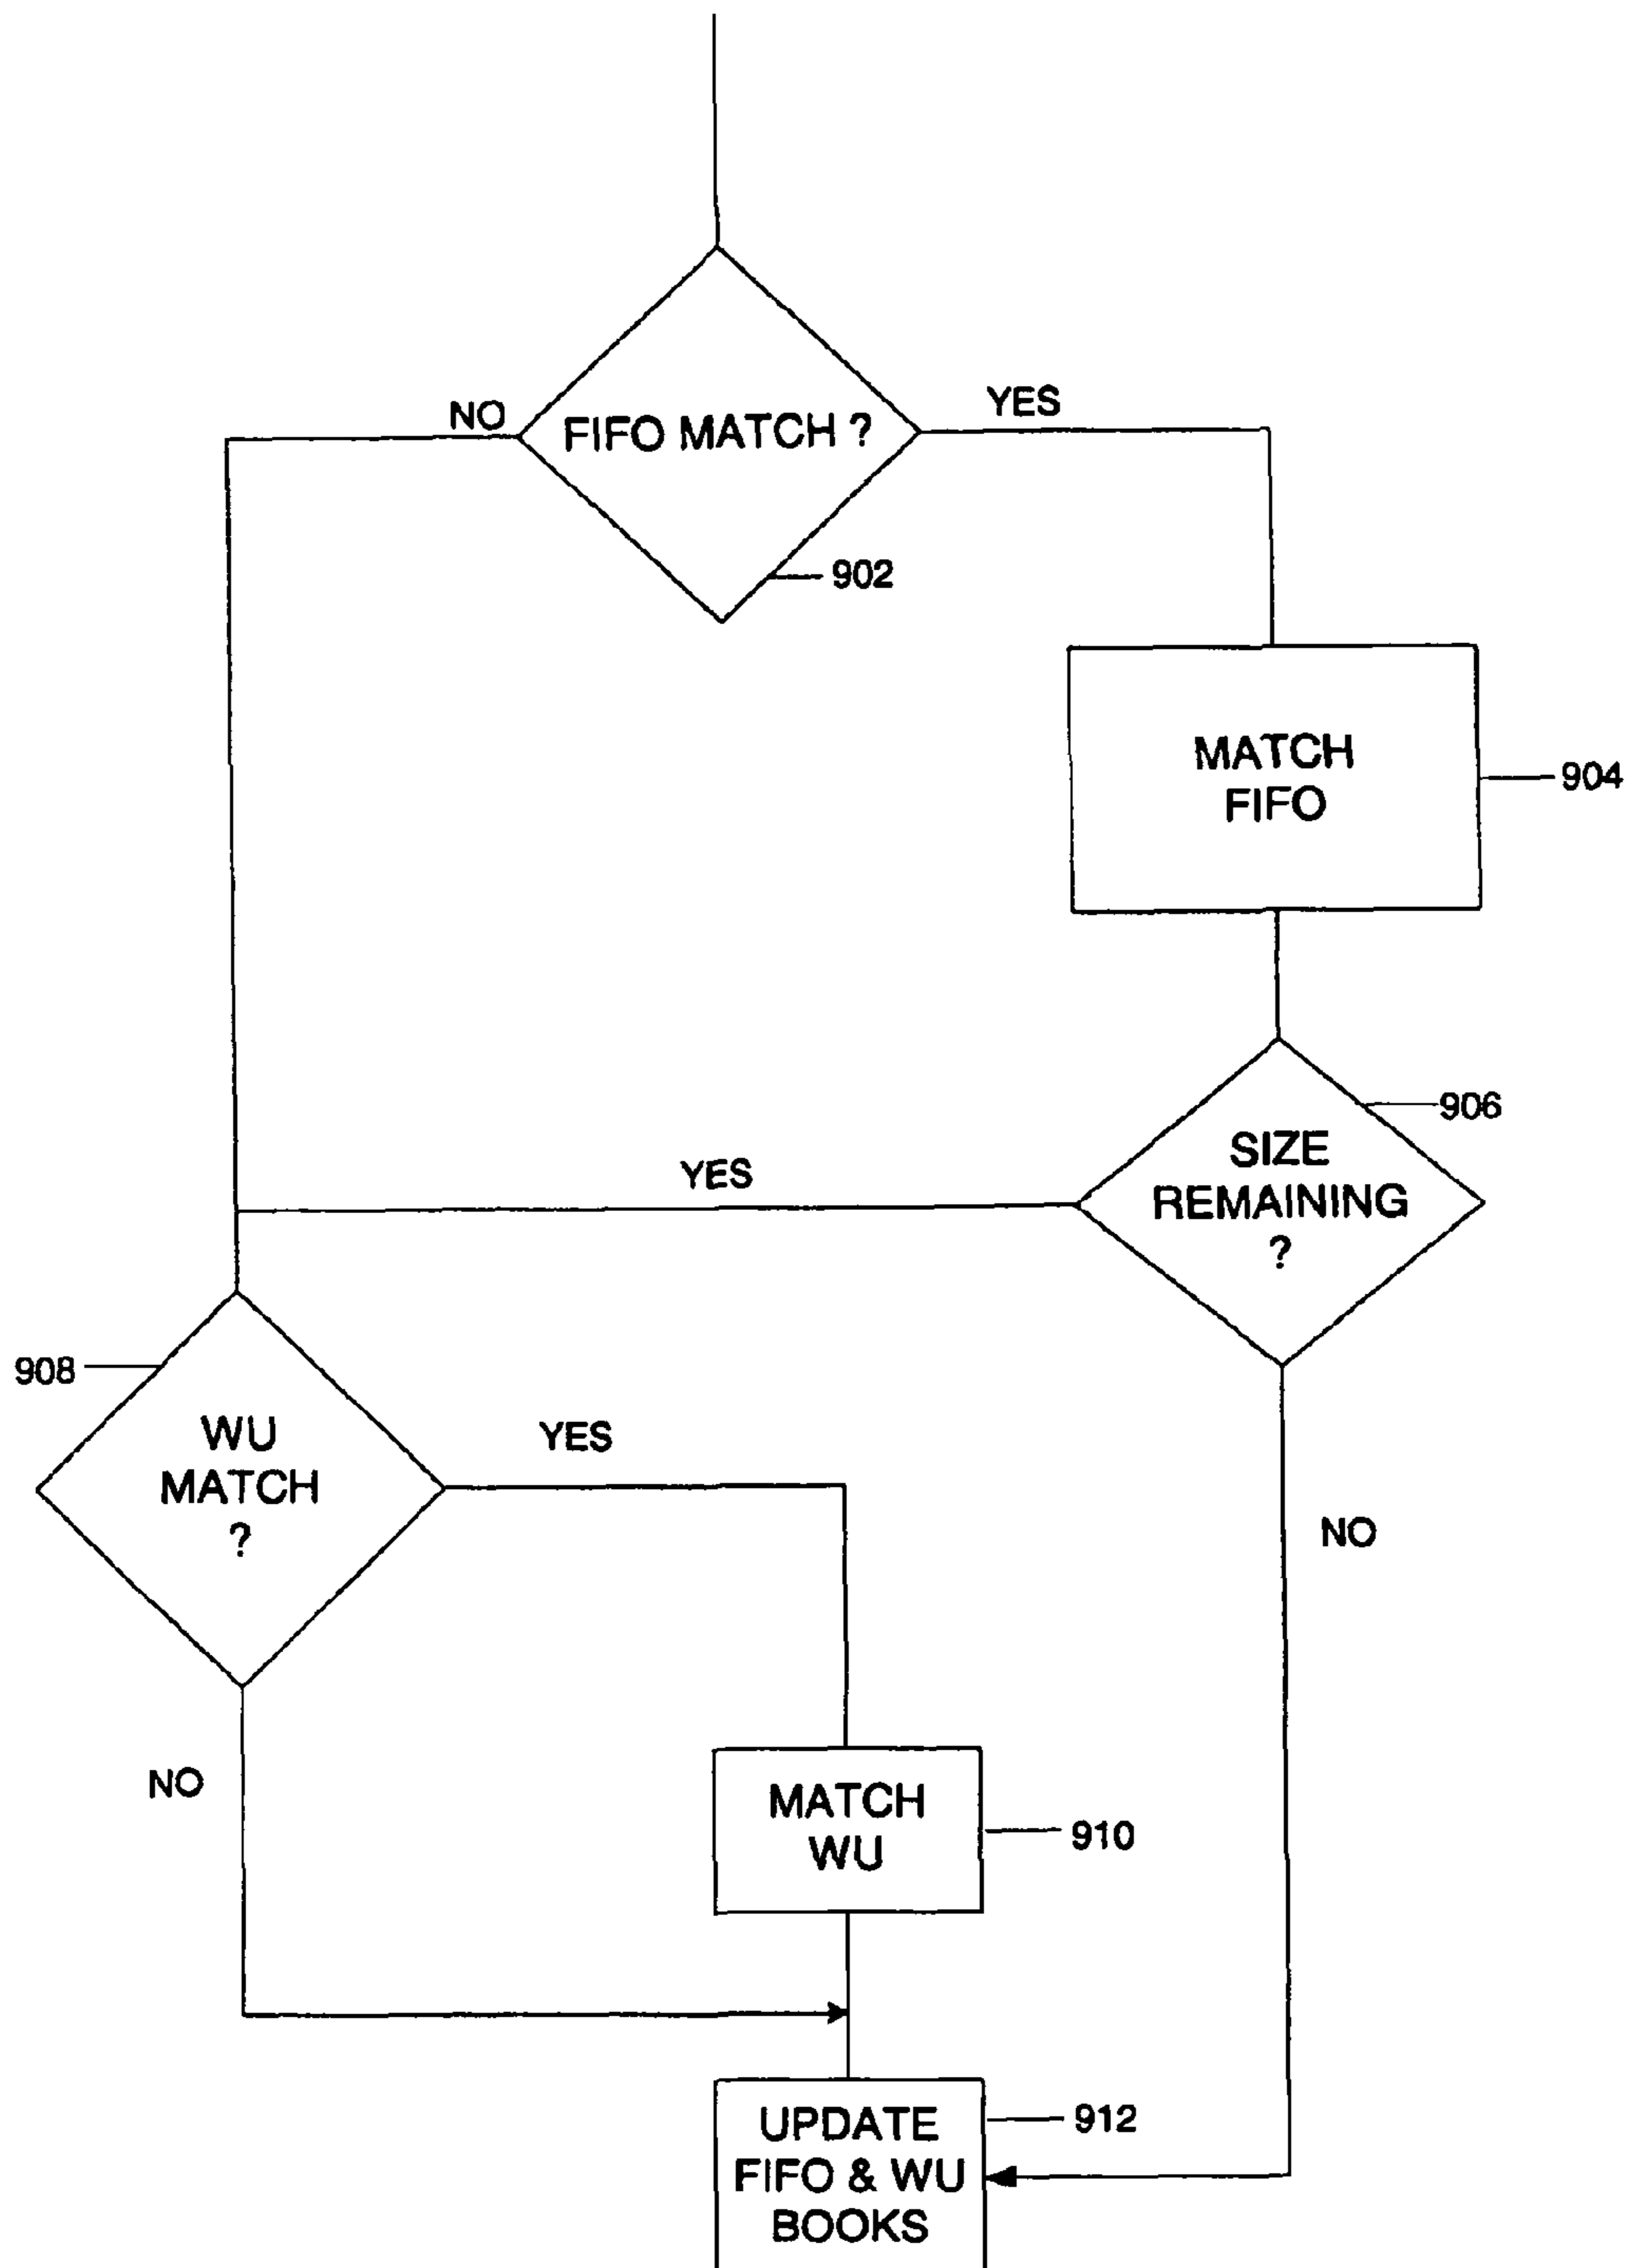 NO
FIFO MATCH ?
YES
902
MATCH
FIFO
904
906
SIZE
REMAINING
?
YES
908
WU
MATCH
?
YES
NO
NO
MATCH
WU
910
UPDATE
FIFO & WU
BOOKS
912